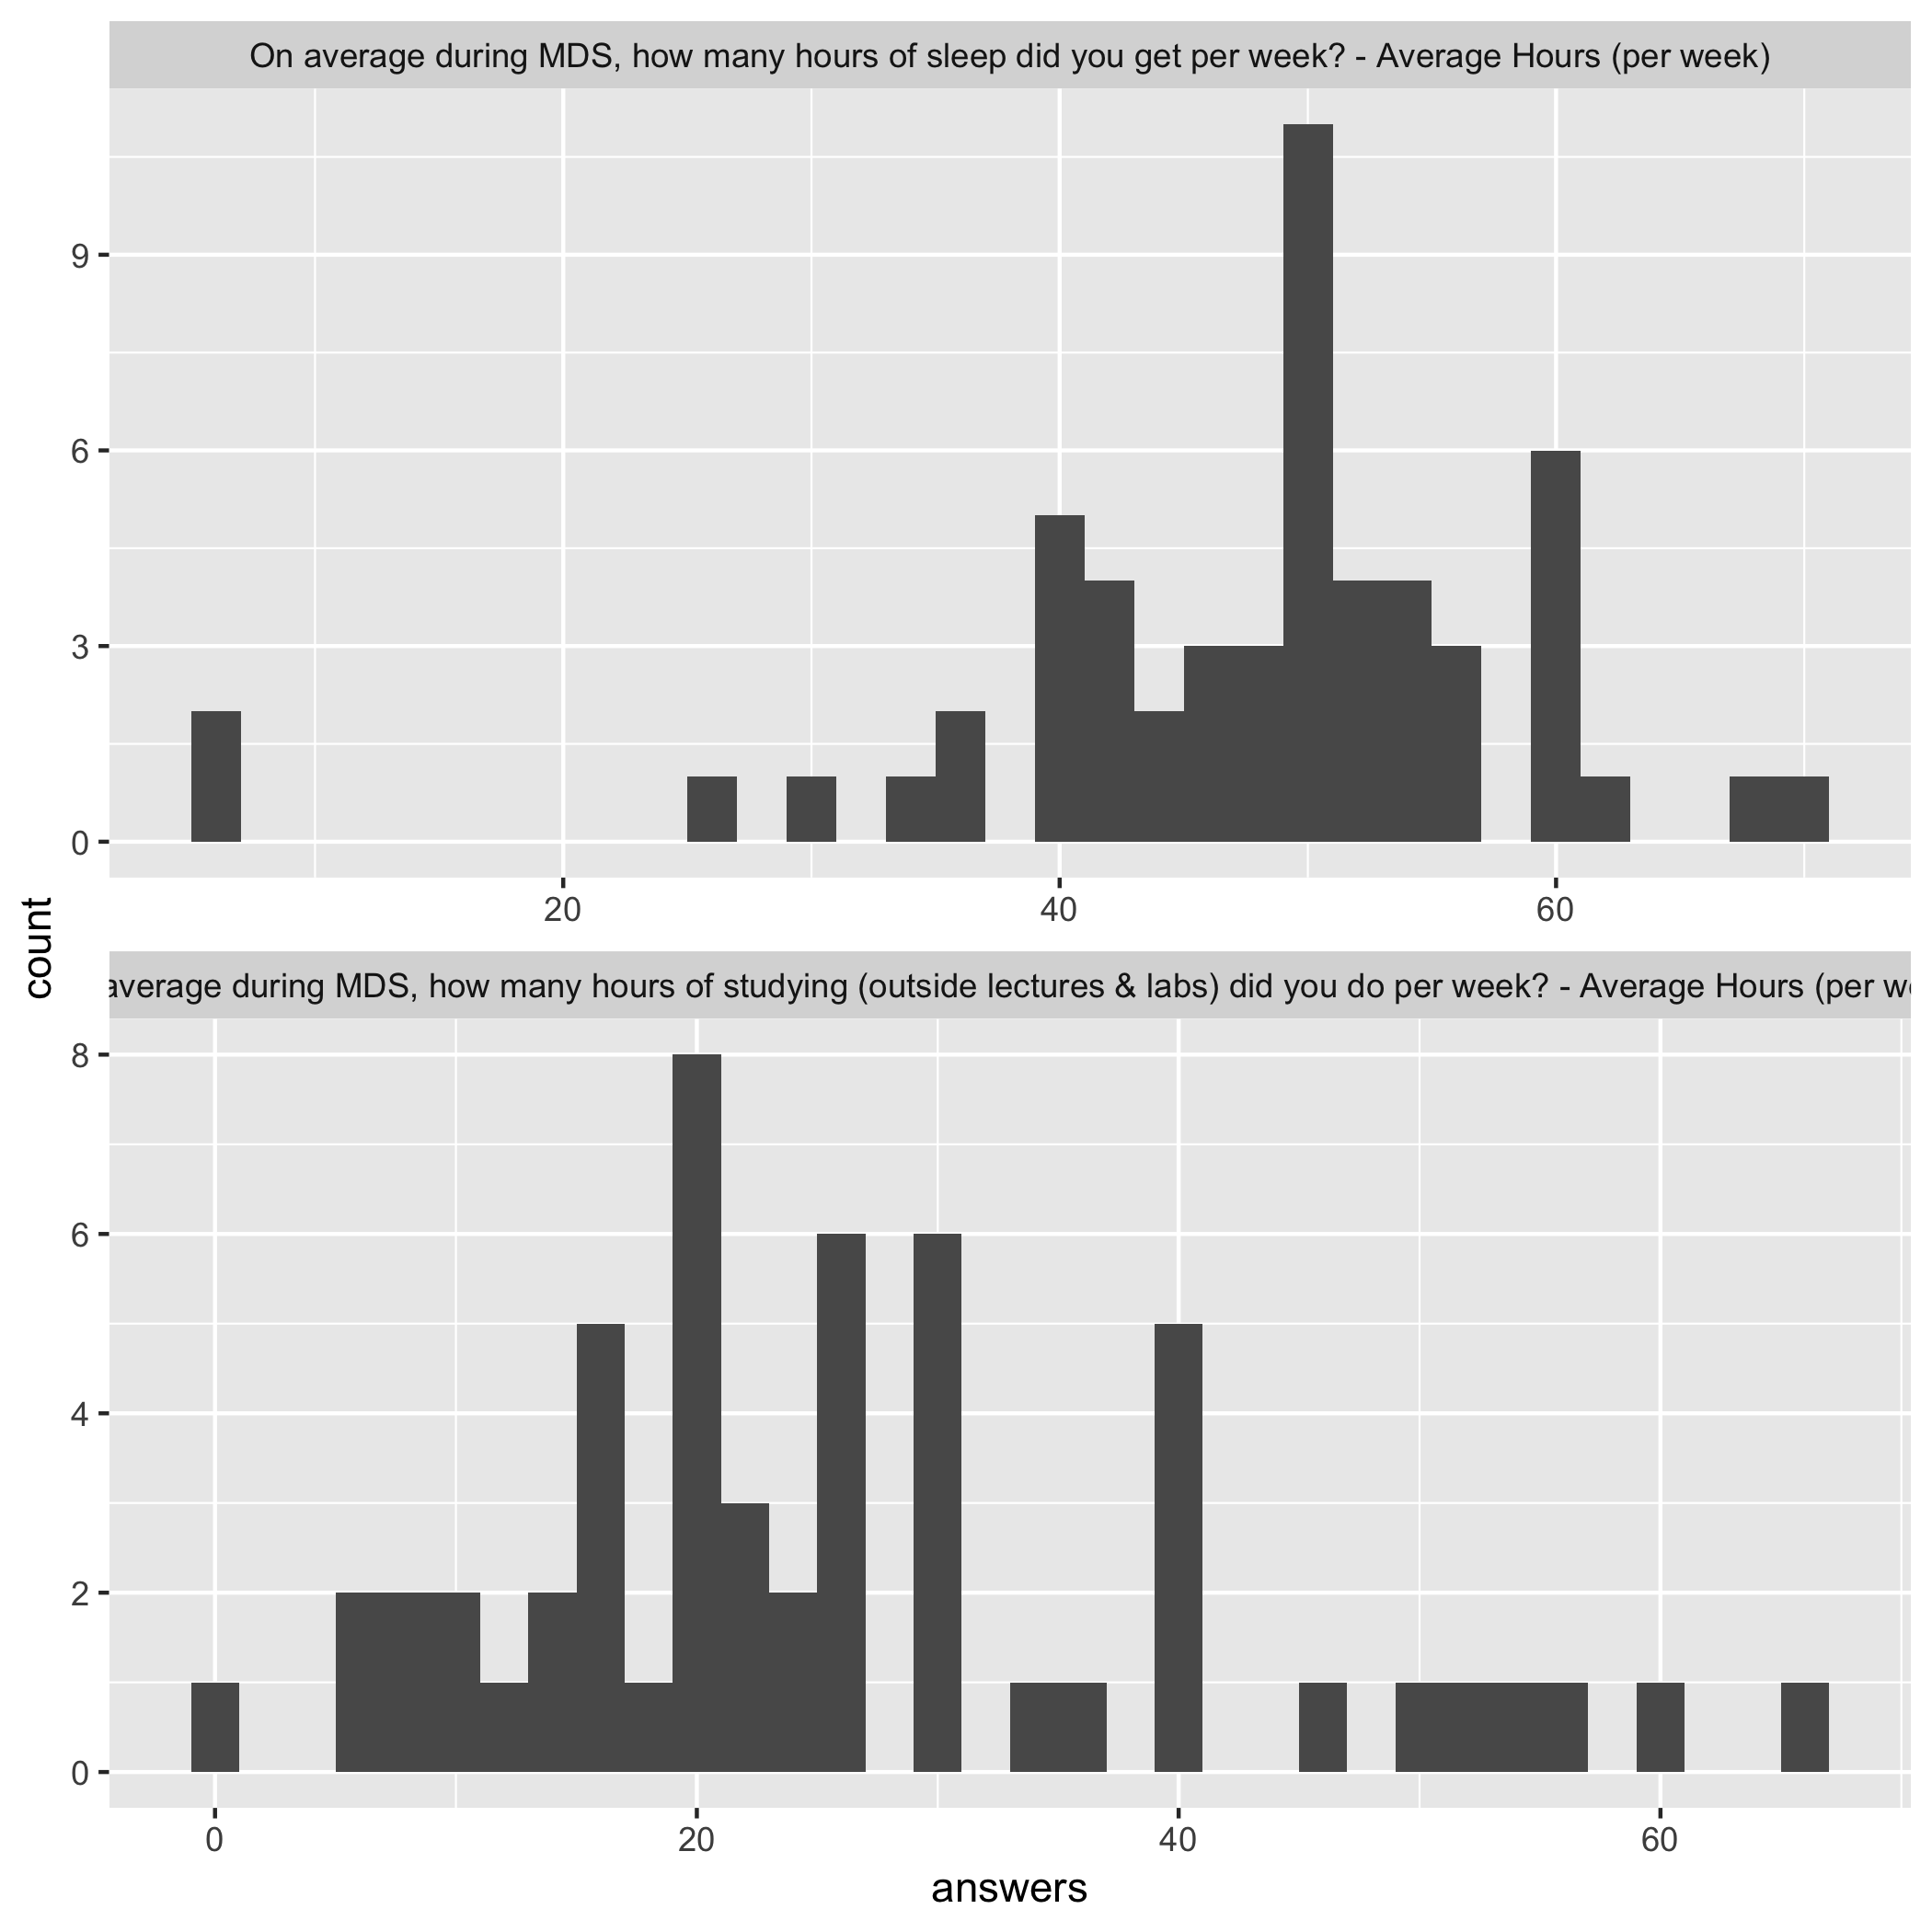 On average during MDS, how many hours of sleep did you get per week? - Average Hours (per week)
9
6
3
0
20 40 60
count
average during MDS, how many hours of studying (outside lectures & labs) did you do per week? - Average Hours (per
8
6
4
2
0
0 20 40 60
answers